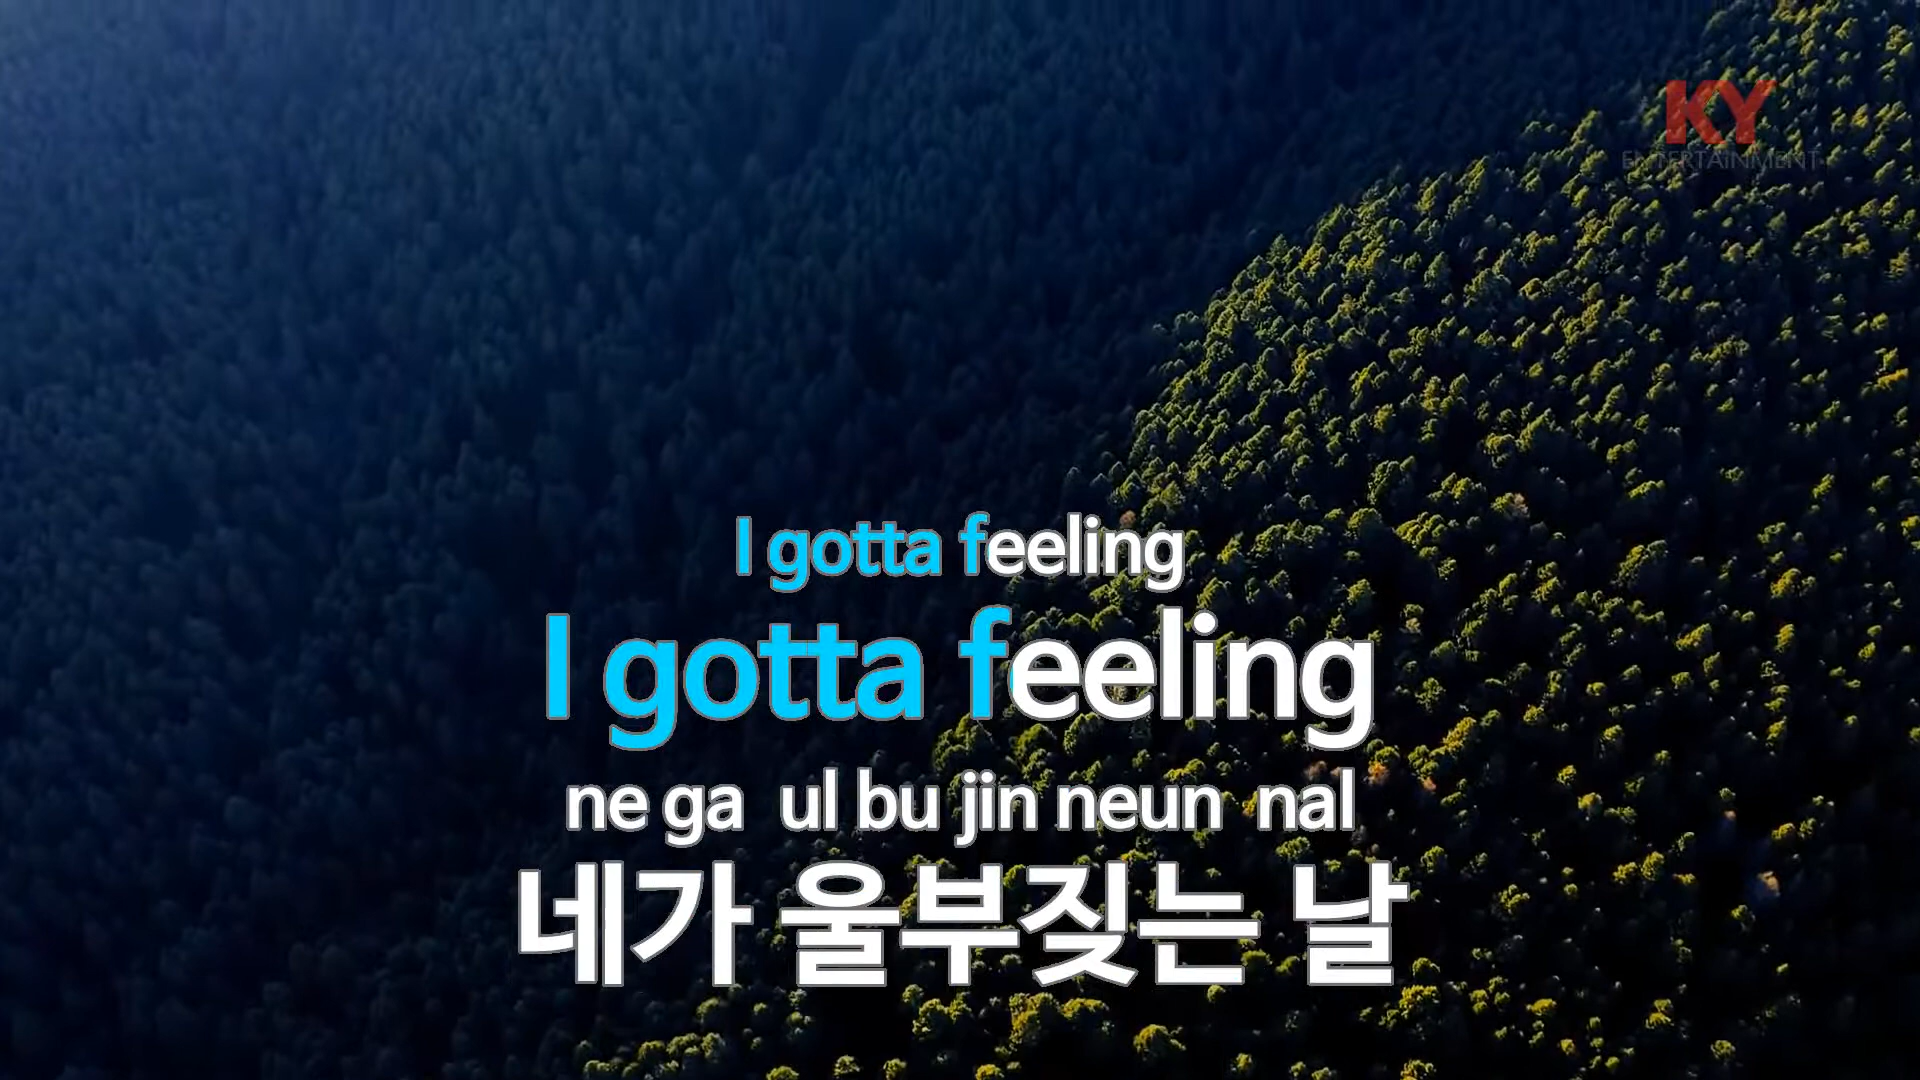 KY
ENTERTAINMENT
I gotta feeling
I gotta feeling
ne ga ul bu jin neun nal
네가 울부짖는 날